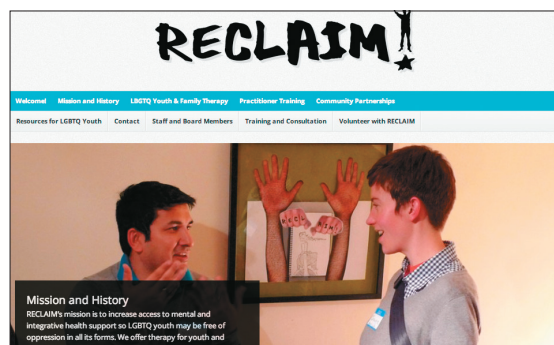 RECLAIM!
Welcome! Mission and History LBGTQ Youth & Family Therapy Practitioner Training Community Partnerships
Resources for LGBTQ Youth Contact Staff and Board Members Training and Consultation Volunteer with RECLAIM
Mission and History
RECLAIM's mission is to increase access to mental and
integrative health support so LGBTQ youth may be free of
oppression in all its forms. We offer therapy for youth and